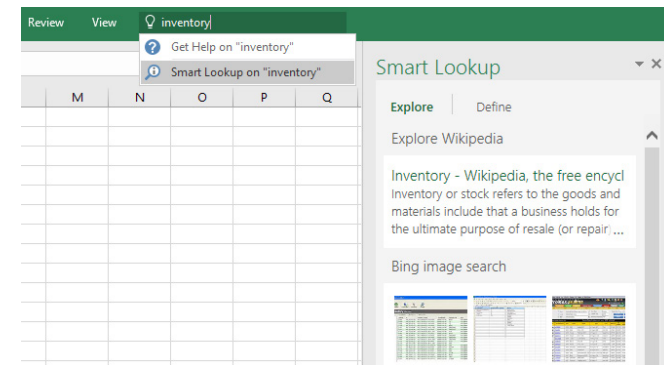 Review View inventory
Get Help on "inventory"
Smart Lookup on "inventory"
M N O P Q
Smart Lookup
Explore Define
Explore Wikipedia
Inventory - Wikipedia, the free encycl
Inventory or stock refers to the goods and
materials include that a business holds for
the ultimate purpose of resale (or repair) ...
Bing image search